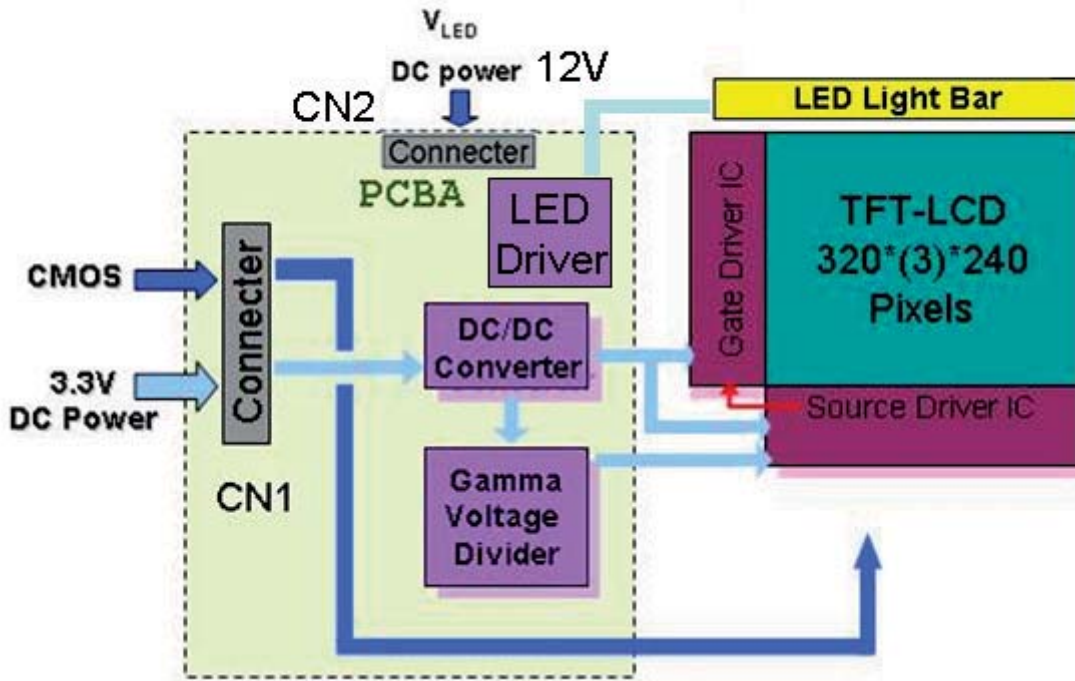 VLED
DC power 12V
CN2
Connecter
PCBA
LED
Driver
LED Light Bar
Gate Driver IC
TFT-LCD
320*(3)*240
Pixels
CMOS
Connecter
3.3V
DC Power
DC/DC
Converter
Source Driver IC
CN1
Gamma
Voltage
Divider